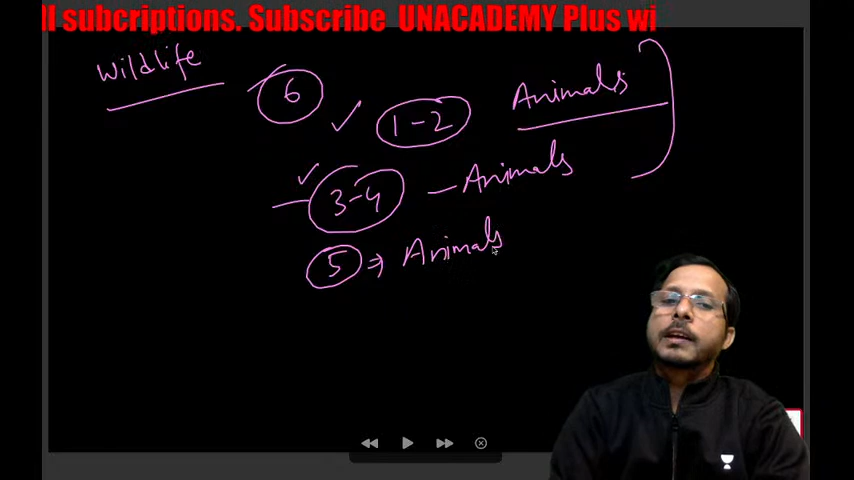 ll subcriptions. Subscribe UNACADEMY Plus wi
Wildlife
6
1-2 Animals
3-4 - Animals
5 ⇒ Animals